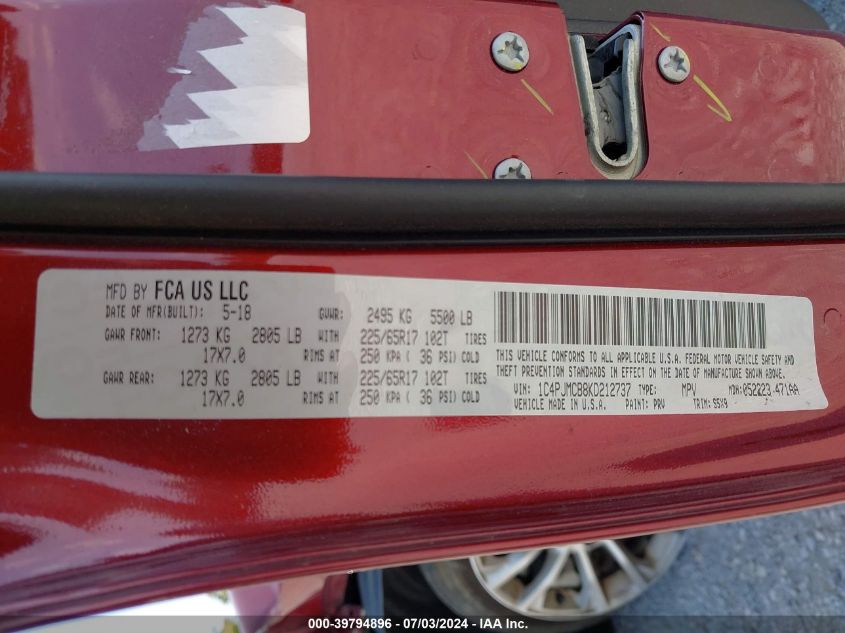 MFD BY FCA US LLC
DATE OF MFR(BUILT): 5-18 GVWR: 2495 KG 5500 LB
GAWR FRONT: 1273 KG 2805 LB WITH 225/65R17 102T TIRES
17X7.0 RIMS AT 250 KPA ( 36 PSI) COLD
GAWR REAR: 1273 KG 2805 LB WITH 225/65R17 102T TIRES
17X7.0 RIMS AT 250 KPA ( 36 PSI) COLD
THIS VEHICLE CONFORMS TO ALL APPLICABLE U.S.A. FEDERAL MOTOR VEHICLE SAFETY AND
THEFT PREVENTION STANDARDS IN EFFECT ON THE DATE OF MANUFACTURE SHOWN ABOVE.
VIN: 1C4PJMCB8KD212737 TYPE: MPV MDH: 052223 471AA
VEHICLE MADE IN U.S.A. PAINT: PRV TRIM: S5X9
000-39794896 / 07/03/2024 - IAA Inc.